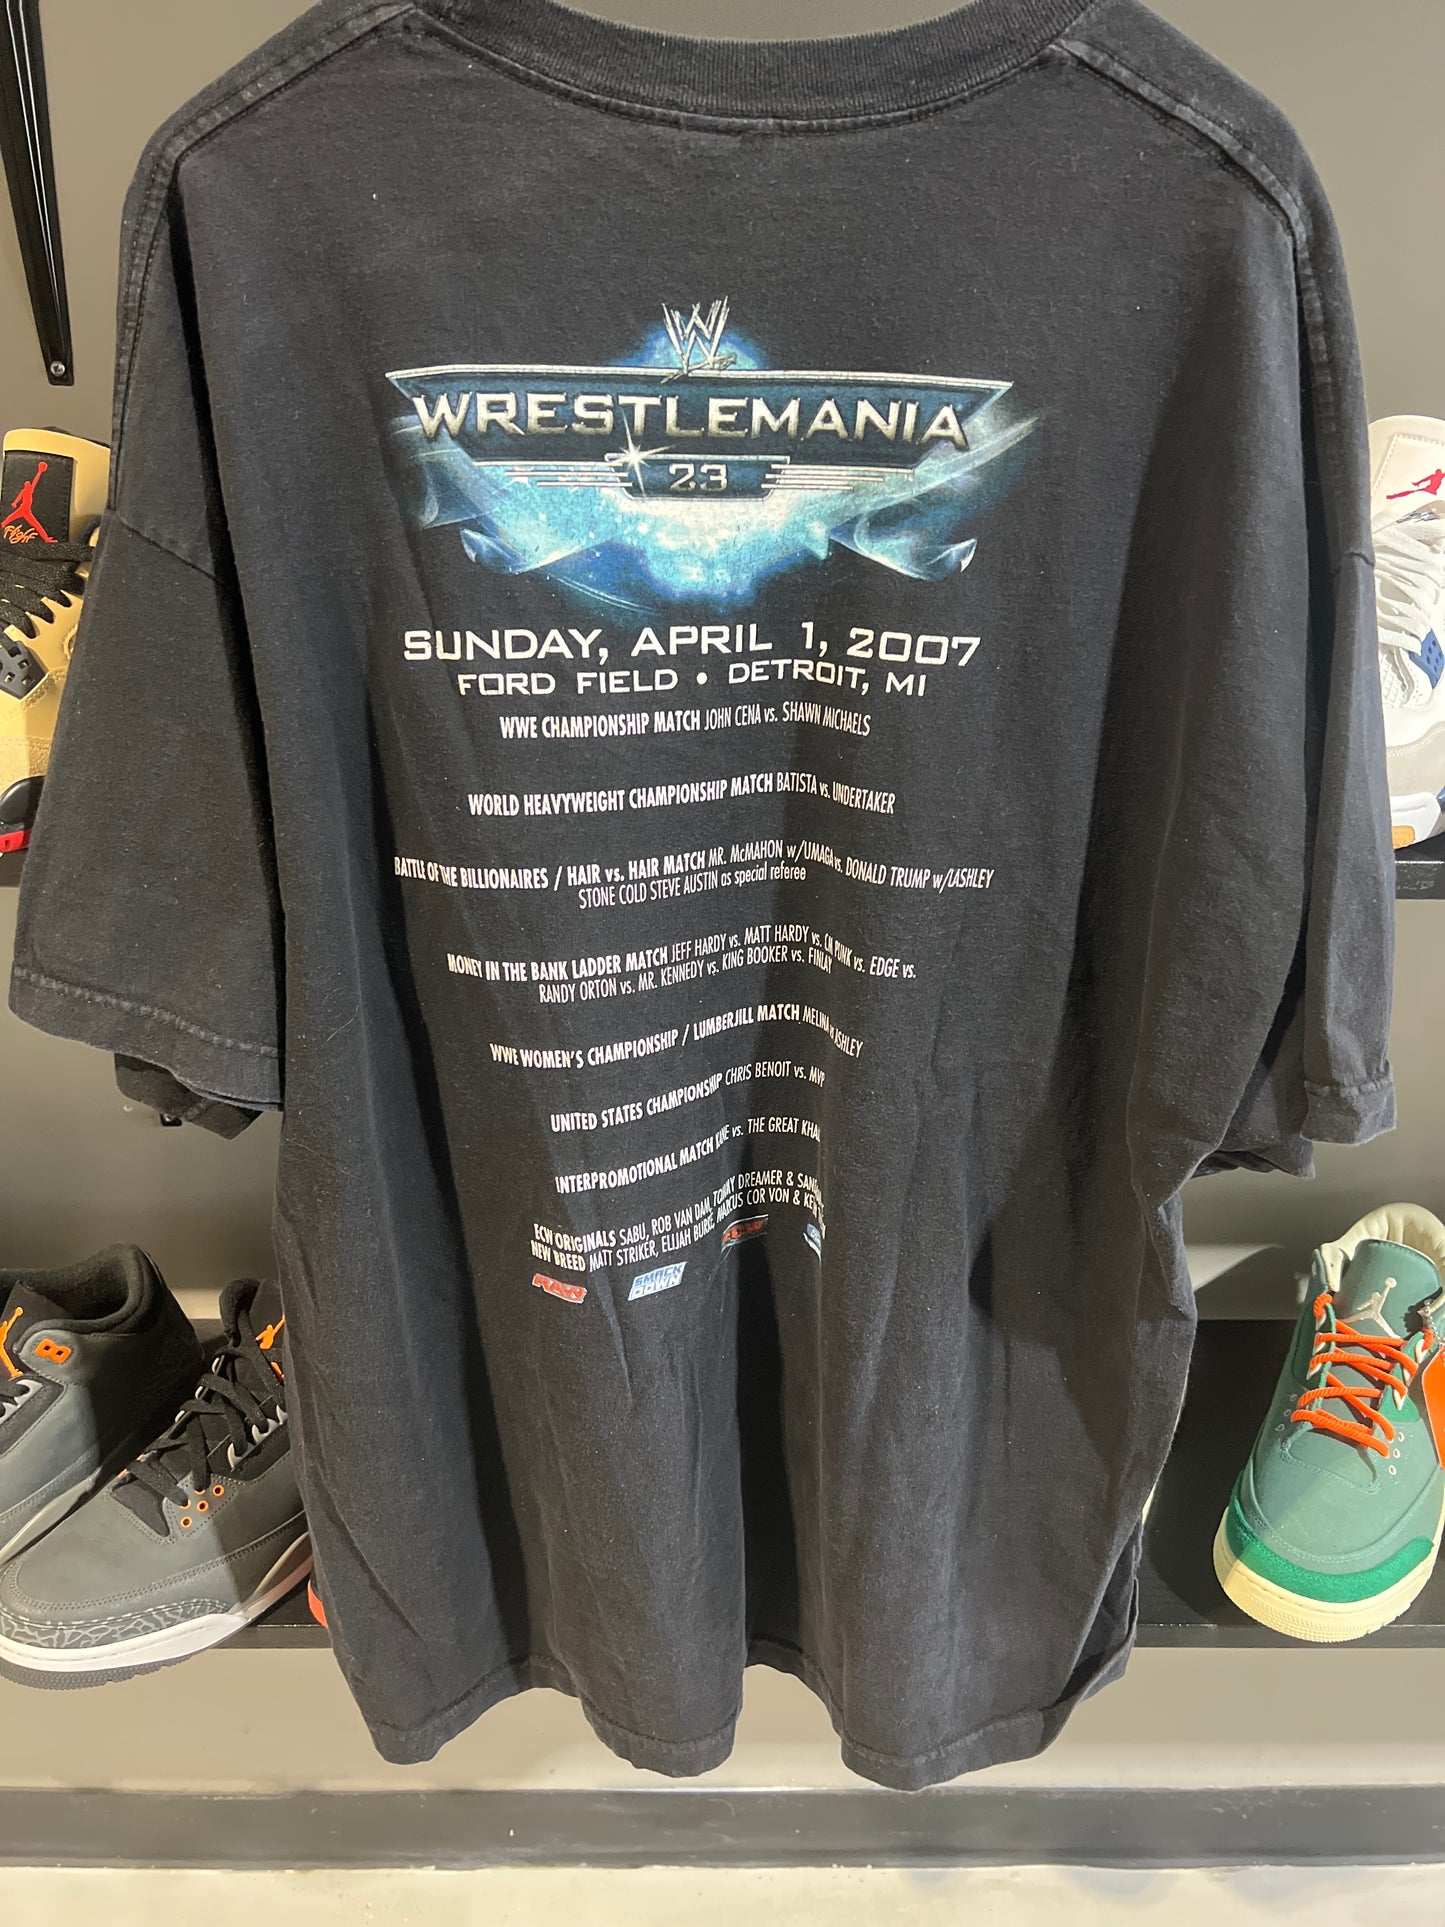 W
WRESTLEMANIA
23
SUNDAY, APRIL 1, 2007
FORD FIELD • DETROIT, MI
WWE CHAMPIONSHIP MATCH JOHN CENA vs. SHAWN MICHAELS
WORLD HEAVYWEIGHT CHAMPIONSHIP MATCH BATISTA vs. UNDERTAKER
BATTLE OF THE BILLIONAIRES / HAIR vs. HAIR MATCH MR. McMAHON w/UMAGA vs. DONALD TRUMP w/LASHLEY
STONE COLD STEVE AUSTIN as special referee
MONEY IN THE BANK LADDER MATCH JEFF HARDY vs. MATT HARDY vs. CM PUNK vs. EDGE vs.
RANDY ORTON vs. MR. KENNEDY vs. KING BOOKER vs. FINLAY
WWE WOMEN'S CHAMPIONSHIP / LUMBERJILL MATCH MELINA vs ASHLEY
UNITED STATES CHAMPIONSHIP CHRIS BENOIT vs. MVP
INTERPROMOTIONAL MATCH KANE vs. THE GREAT KHALI
ECW ORIGINALS SABU, ROB VAN DAM, TOMMY DREAMER &
NEW BREED MATT STRIKER, ELIJAH BURKE, MARCUS COR VON &
RAW
SMACK
DOWN
Flight
8